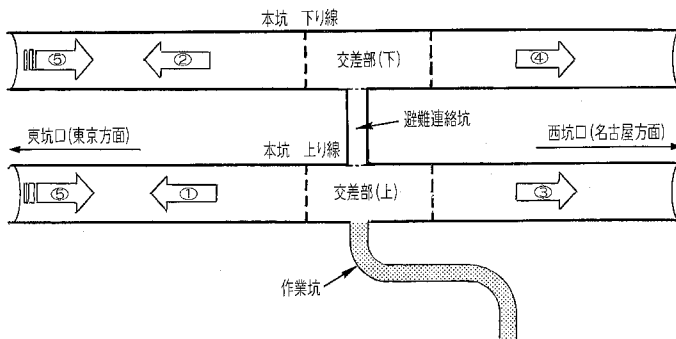 本坑 下り線
⑤
②
交差部(下)
④
避難連絡坑
東坑口(東京方面)
本坑 上り線
西坑口(名古屋方面)
⑤
①
交差部(上)
③
作業坑